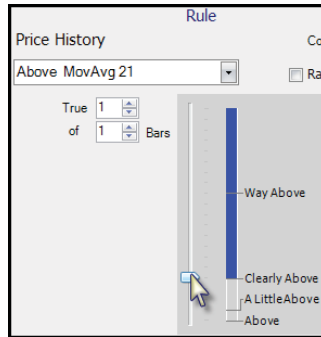 Rule
Price History
Co
Above MovAvg 21
Ra
True 1
of 1 Bars
Way Above
Clearly Above
A LittleAbove
Above